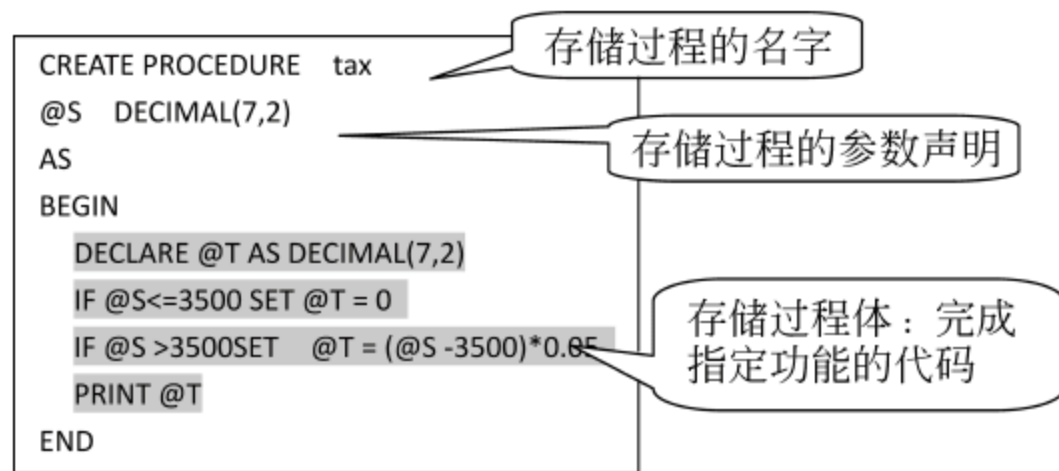 CREATE PROCEDURE tax
存储过程的名字
@S DECIMAL(7,2)
存储过程的参数声明
AS
BEGIN
DECLARE @T AS DECIMAL(7,2)
IF @S<=3500 SET @T = 0
IF @S >3500SET @T = (@S -3500)*0.05
存储过程体：完成
指定功能的代码
PRINT @T
END